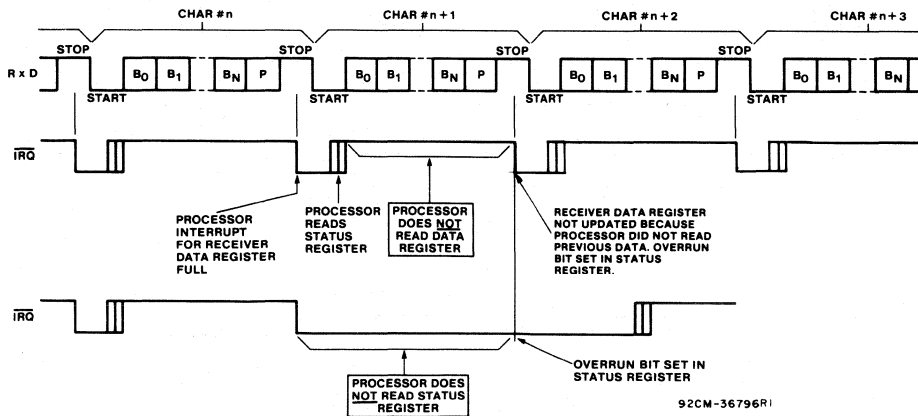 CHAR #n
CHAR #n + 1
CHAR #n + 2
CHAR #n + 3
STOP
STOP
STOP
STOP
R x D
B0
B1
BN
P
B0
B1
BN
P
B0
B1
BN
P
B0
B1
BN
START
START
START
START
IRQ
PROCESSOR
INTERRUPT
FOR RECEIVER
DATA REGISTER
FULL
PROCESSOR
READS
STATUS
REGISTER
PROCESSOR
DOES NOT
READ DATA
REGISTER
RECEIVER DATA REGISTER
NOT UPDATED BECAUSE
PROCESSOR DID NOT READ
PREVIOUS DATA. OVERRUN
BIT SET IN STATUS
REGISTER.
IRQ
PROCESSOR DOES
NOT READ STATUS
REGISTER
OVERRUN BIT SET IN
STATUS REGISTER
92CM-36796RI